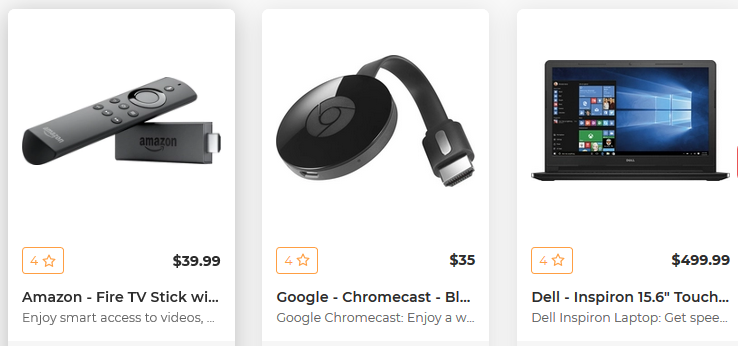 amazon
amazon
4
$39.99
Amazon - Fire TV Stick wi...
Enjoy smart access to videos, ...
4
$35
Google - Chromecast - Bl...
Google Chromecast: Enjoy a w...
4
$499.99
Dell - Inspiron 15.6" Touch...
Dell Inspiron Laptop: Get spee...